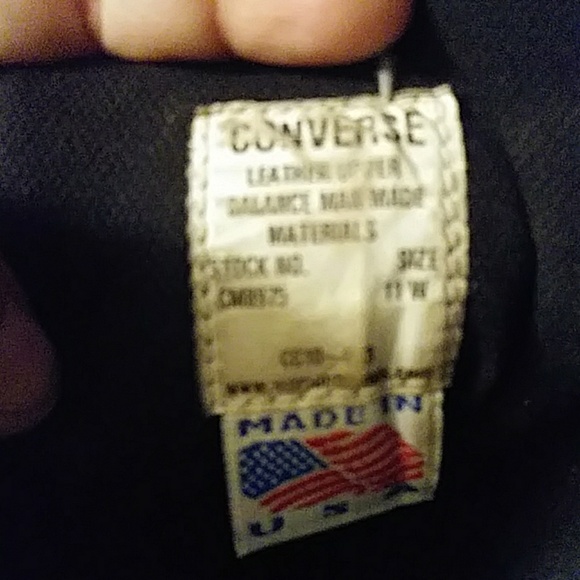 CONVERSE
LEATHER UPPER
BALANCE MAN MADE
MATERIALS
STOCK NO. SIZE
11 W
MADE IN
U S A